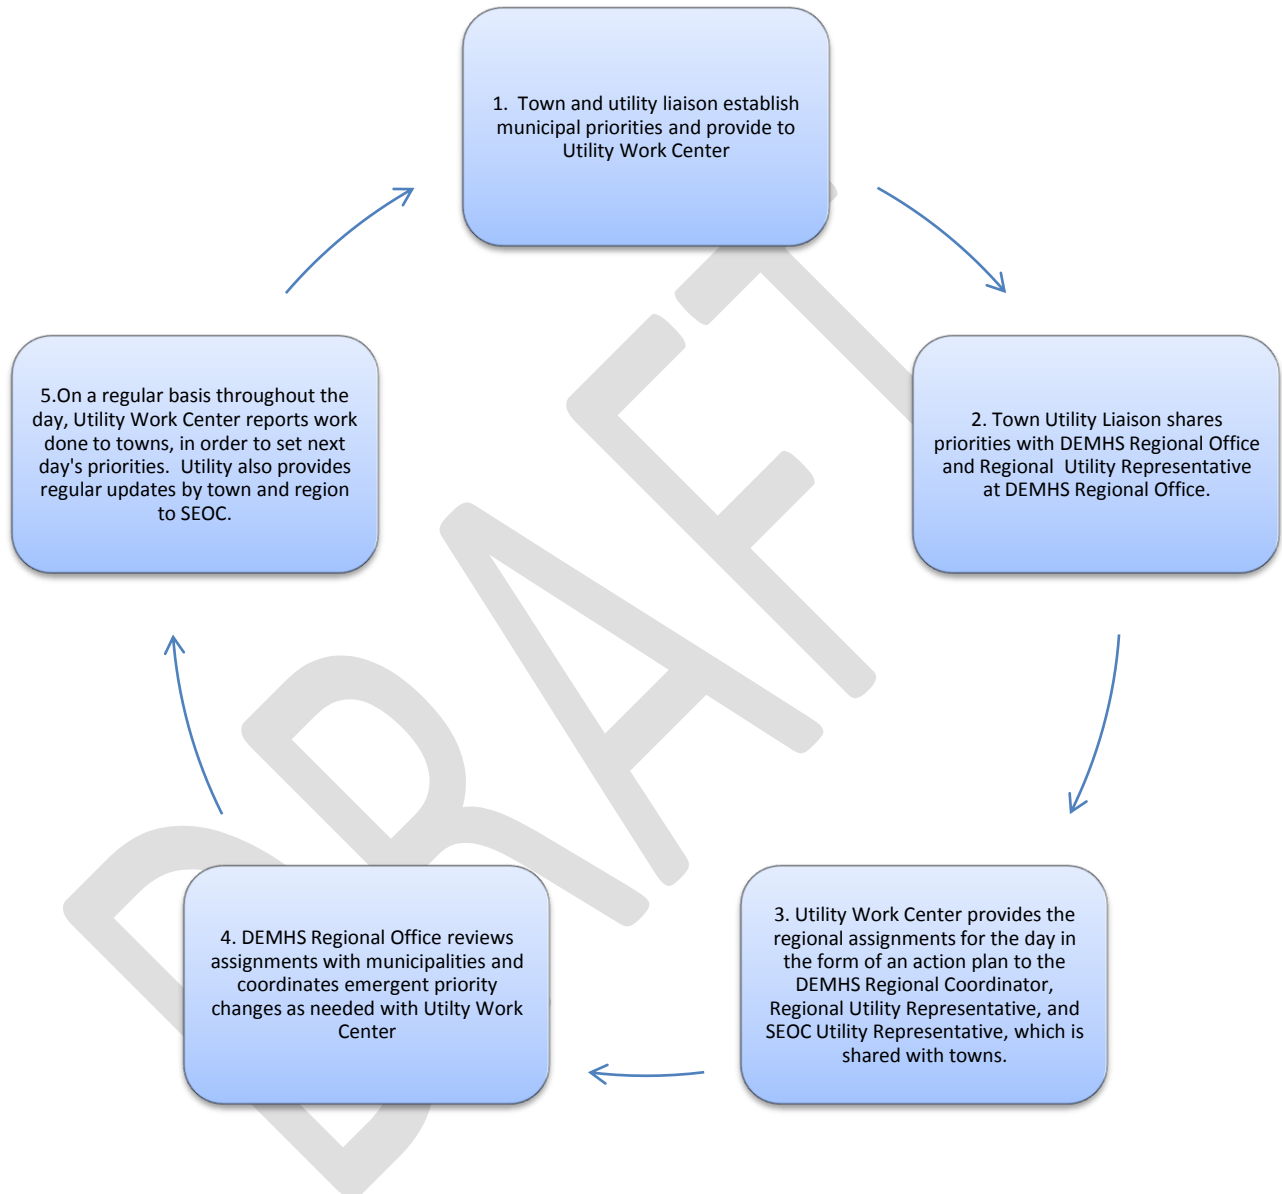 1. Town and utility liaison establish
municipal priorities and provide to
Utility Work Center
2. Town Utility Liaison shares
priorities with DEMHS Regional Office
and Regional Utility Representative
at DEMHS Regional Office.
3. Utility Work Center provides the
regional assignments for the day in
the form of an action plan to the
DEMHS Regional Coordinator,
Regional Utility Representative, and
SEOC Utility Representative, which is
shared with towns.
4. DEMHS Regional Office reviews
assignments with municipalities and
coordinates emergent priority
changes as needed with Utilty Work
Center
5.On a regular basis throughout the
day, Utility Work Center reports work
done to towns, in order to set next
day's priorities. Utility also provides
regular updates by town and region
to SEOC.
DRAFT